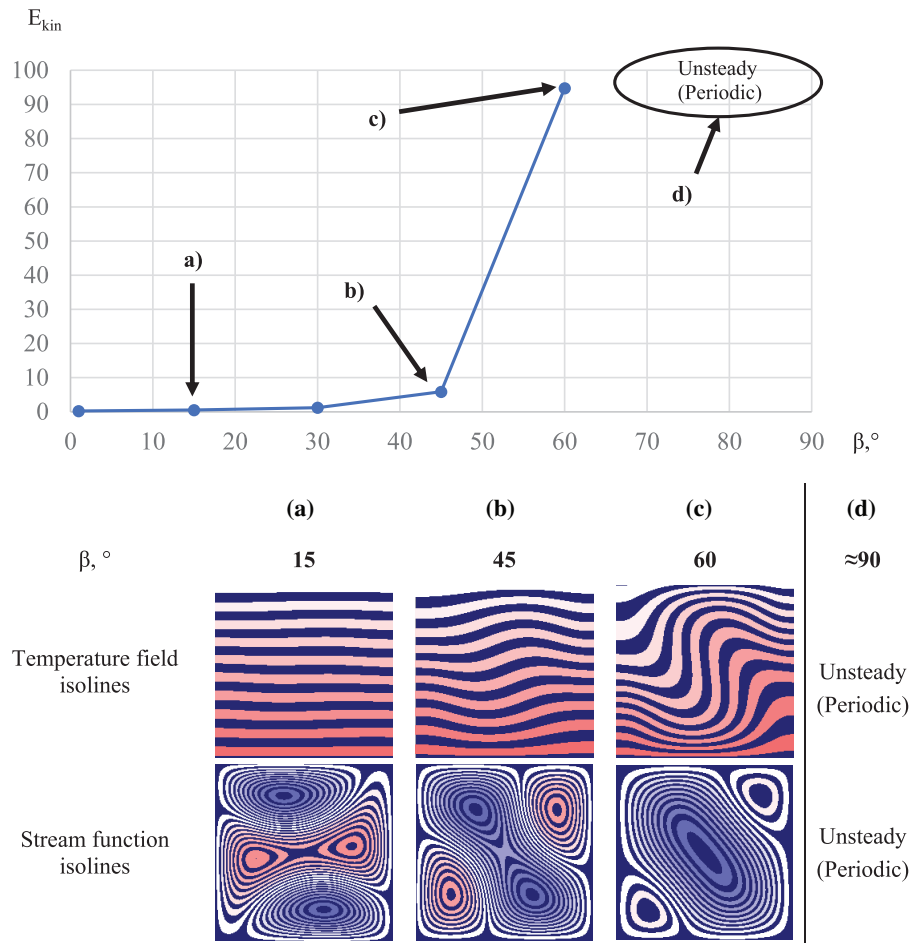 E_kin
100
Unsteady
(Periodic)
90
c)
80
70
d)
60
50
a)
40
b)
30
20
10
0
0 10 20 30 40 50 60 70 80 90 β,°
(a) (b) (c) (d)
β, ° 15 45 60 ≈90
Temperature field
isolines
Unsteady
(Periodic)
Stream function
isolines
Unsteady
(Periodic)